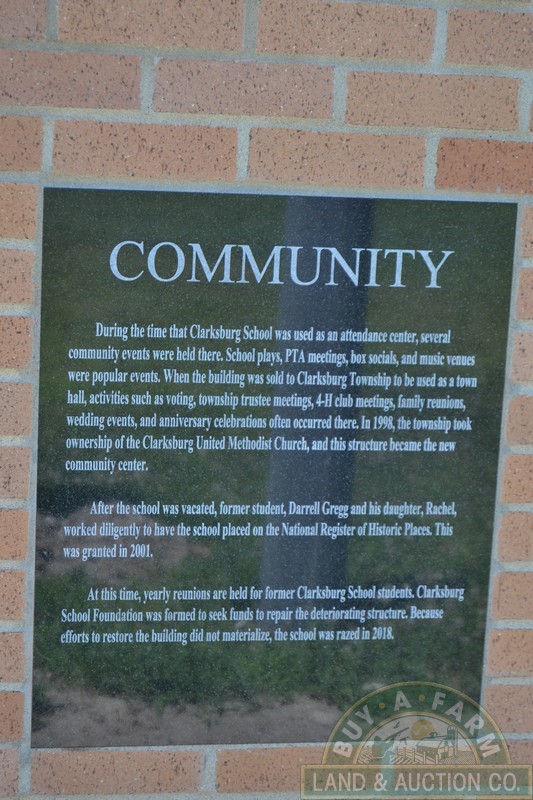 COMMUNITY
During the time that Clarksburg School was used as an attendance center, several
community events were held there. School plays, PTA meetings, box socials, and music venues
were popular events. When the building was sold to Clarksburg Township to be used as a town
hall, activities such as voting, township trustee meetings, 4-H club meetings, family reunions,
wedding events, and anniversary celebrations often occurred there. In 1998, the township took
ownership of the Clarksburg United Methodist Church, and this structure became the new
community center.
After the school was vacated, former student, Darrell Gregg and his daughter, Rachel,
worked diligently to have the school placed on the National Register of Historic Places. This
was granted in 2001.
At this time, yearly reunions are held for former Clarksburg School students. Clarksburg
School Foundation was formed to seek funds to repair the deteriorating structure. Because
efforts to restore the building did not materialize, the school was razed in 2018.
BUY · A · FARM
LAND & AUCTION CO.